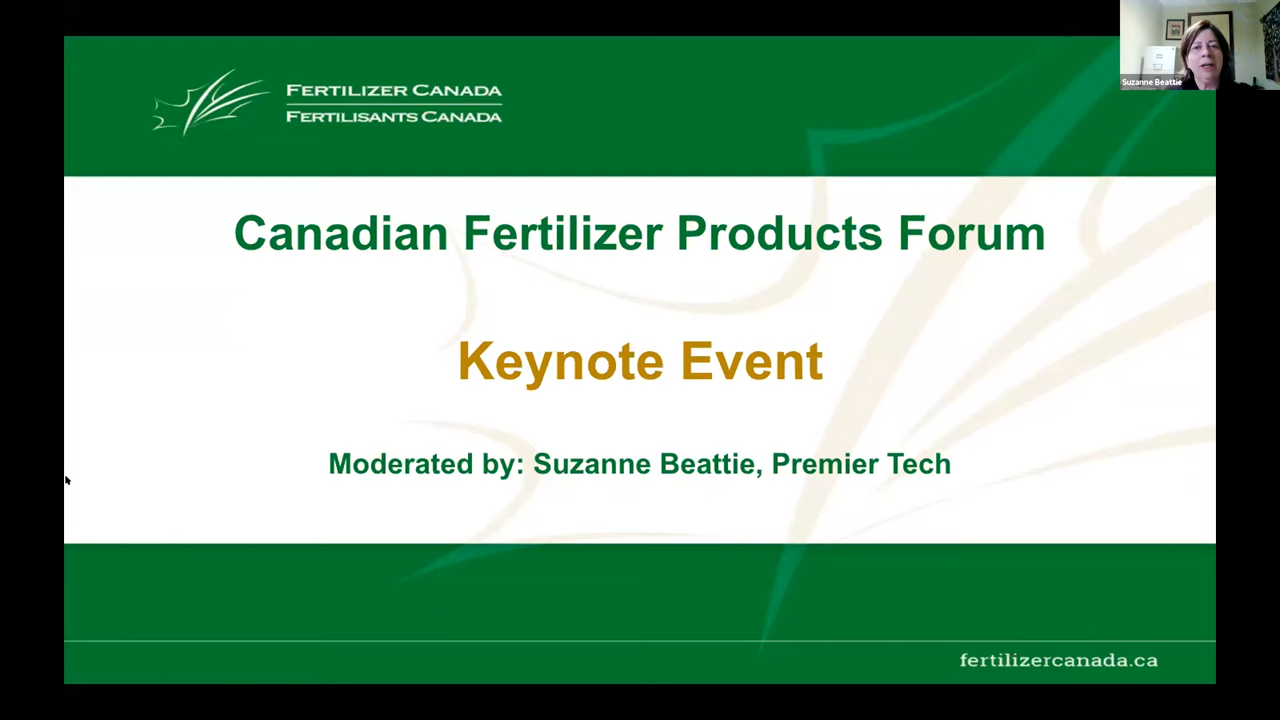 Suzanne Beattie
FERTILIZER CANADA
FERTILISANTS CANADA
Canadian Fertilizer Products Forum
Keynote Event
Moderated by: Suzanne Beattie, Premier Tech
fertilizercanada.ca